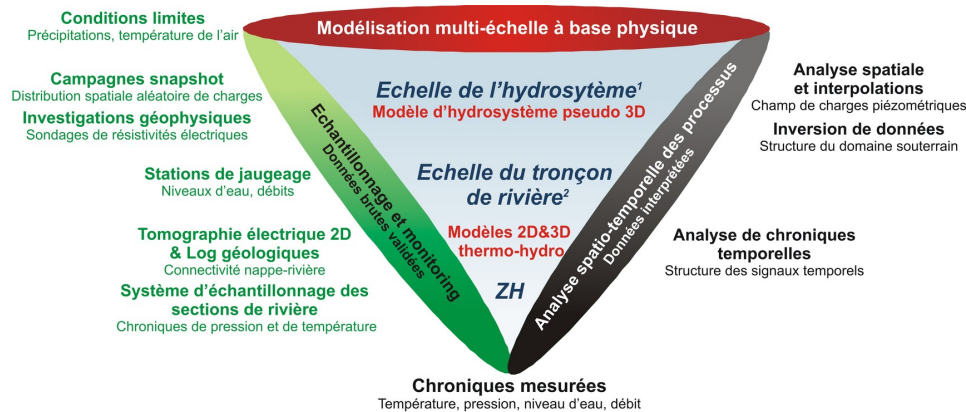 Conditions limites
Précipitations, température de l'air
Campagnes snapshot
Distribution spatiale aléatoire de charges
Investigations géophysiques
Sondages de résistivités électriques
Stations de jaugeage
Niveaux d'eau, débits
Tomographie électrique 2D
& Log géologiques
Connectivité nappe-rivière
Système d'échantillonnage des
sections de rivière
Chroniques de pression et de température
Modélisation multi-échelle à base physique
Echelle de l'hydrosytème¹
Modèle d'hydrosystème pseudo 3D
Echelle du tronçon
de rivière²
Modèles 2D&3D
thermo-hydro
ZH
Echantillonnage et monitoring
Données brutes validées
Analyse spatio-temporelle des processus
Données interprétées
Analyse spatiale
et interpolations
Champ de charges piézométriques
Inversion de données
Structure du domaine souterrain
Analyse de chroniques
temporelles
Structure des signaux temporels
Chroniques mesurées
Température, pression, niveau d'eau, débit